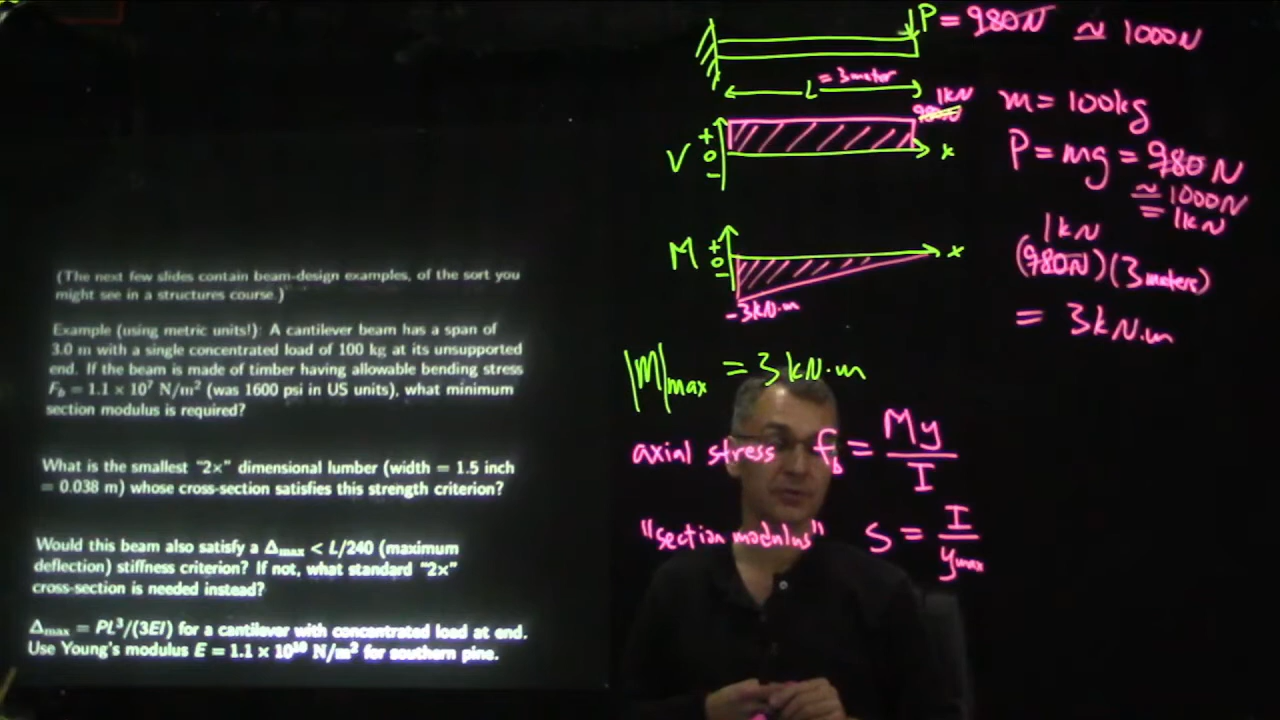 (The next few slides contain beam-design examples, of the sort you
might see in a structures course.)
Example (using metric units!): A cantilever beam has a span of
3.0 m with a single concentrated load of 100 kg at its unsupported
end. If the beam is made of timber having allowable bending stress
F_b = 1.1 × 10⁷ N/m² (was 1600 psi in US units), what minimum
section modulus is required?
What is the smallest "2×" dimensional lumber (width = 1.5 inch
= 0.038 m) whose cross-section satisfies this strength criterion?
Would this beam also satisfy a Δmax < L/240 (maximum
deflection) stiffness criterion? If not, what standard "2×"
cross-section is needed instead?
Δmax = PL³/(3EI) for a cantilever with concentrated load at end.
Use Young's modulus E = 1.1 × 10¹⁰ N/m² for southern pine.
P = 980N ≃ 1000N
L = 3 meter
1kN
980N
V + 0 − x
M + 0 − x
−3kN·m
m = 100kg
P = mg = 980N
≃ 1000N
= 1kN
1kN
(980N)(3 meters)
= 3kN·m
|M|max = 3kN·m
axial stress f_b = My/I
"section modulus" S = I/ymax